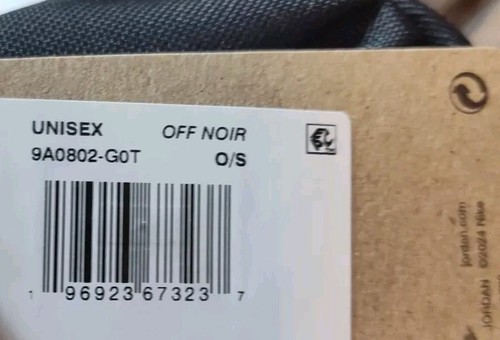 UNISEX OFF NOIR
9A0802-G0T O/S
1 96923 67323 7
jordan.com
JORDAN ©2024 Nike